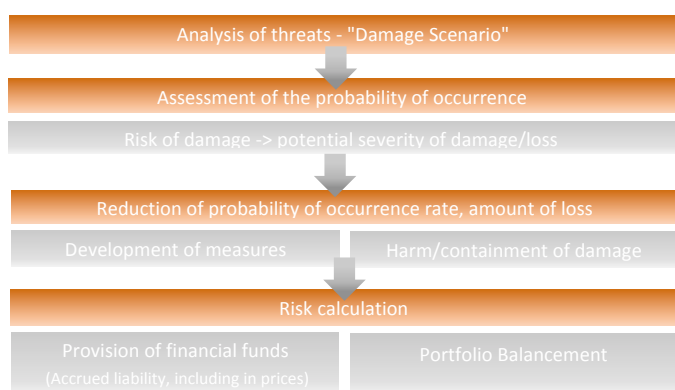 Analysis of threats - "Damage Scenario"
Assessment of the probability of occurrence
Risk of damage -> potential severity of damage/loss
Reduction of probability of occurrence rate, amount of loss
Development of measures
Harm/containment of damage
Risk calculation
Provision of financial funds
(Accrued liability, including in prices)
Portfolio Balancement